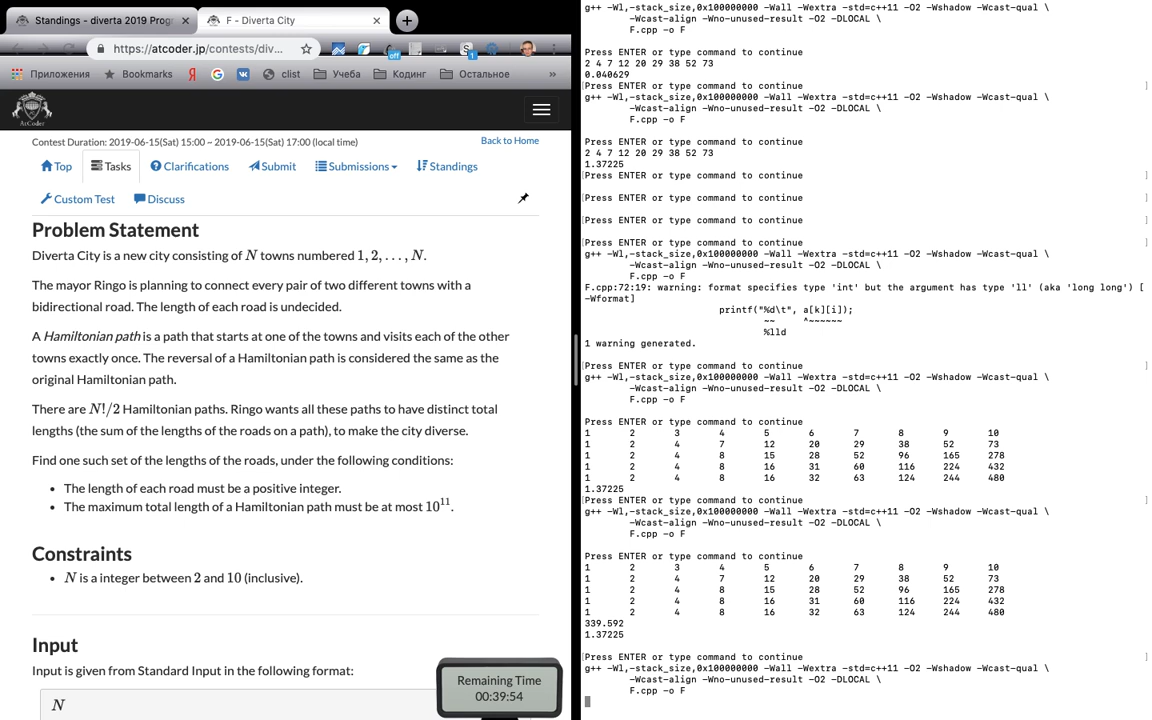 Standings - diverta 2019 Prog
F - Diverta City
https://atcoder.jp/contests/div...
off
S
1
Приложения
Bookmarks
Я
G
clist
Учеба
Кодинг
Остальное
»
AtCoder
Contest Duration: 2019-06-15(Sat) 15:00 ~ 2019-06-15(Sat) 17:00 (local time)
Back to Home
Top
Tasks
Clarifications
Submit
Submissions
Standings
Custom Test
Discuss
Problem Statement
Diverta City is a new city consisting of N towns numbered 1, 2, . . . , N.
The mayor Ringo is planning to connect every pair of two different towns with a
bidirectional road. The length of each road is undecided.
A Hamiltonian path is a path that starts at one of the towns and visits each of the other
towns exactly once. The reversal of a Hamiltonian path is considered the same as the
original Hamiltonian path.
There are N!/2 Hamiltonian paths. Ringo wants all these paths to have distinct total
lengths (the sum of the lengths of the roads on a path), to make the city diverse.
Find one such set of the lengths of the roads, under the following conditions:
• The length of each road must be a positive integer.
• The maximum total length of a Hamiltonian path must be at most 10^11.
Constraints
• N is a integer between 2 and 10 (inclusive).
Input
Input is given from Standard Input in the following format:
N
Remaining Time
00:39:54
g++ -Wl,-stack_size,0x100000000 -Wall -Wextra -std=c++11 -O2 -Wshadow -Wcast-qual \
-Wcast-align -Wno-unused-result -O2 -DLOCAL \
F.cpp -o F
Press ENTER or type command to continue
2 4 7 12 20 29 38 52 73
0.040629
[Press ENTER or type command to continue ]
g++ -Wl,-stack_size,0x100000000 -Wall -Wextra -std=c++11 -O2 -Wshadow -Wcast-qual \
-Wcast-align -Wno-unused-result -O2 -DLOCAL \
F.cpp -o F
Press ENTER or type command to continue
2 4 7 12 20 29 38 52 73
1.37225
[Press ENTER or type command to continue ]
[Press ENTER or type command to continue ]
[Press ENTER or type command to continue ]
[Press ENTER or type command to continue ]
g++ -Wl,-stack_size,0x100000000 -Wall -Wextra -std=c++11 -O2 -Wshadow -Wcast-qual \
-Wcast-align -Wno-unused-result -O2 -DLOCAL \
F.cpp -o F
F.cpp:72:19: warning: format specifies type 'int' but the argument has type 'll' (aka 'long long') [
-Wformat]
printf("%d\t", a[k][i]);
~~ ^~~~~~~
%lld
1 warning generated.
[Press ENTER or type command to continue ]
g++ -Wl,-stack_size,0x100000000 -Wall -Wextra -std=c++11 -O2 -Wshadow -Wcast-qual \
-Wcast-align -Wno-unused-result -O2 -DLOCAL \
F.cpp -o F
Press ENTER or type command to continue
1 2 3 4 5 6 7 8 9 10
1 2 4 7 12 20 29 38 52 73
1 2 4 8 15 28 52 96 165 278
1 2 4 8 16 31 60 116 224 432
1 2 4 8 16 32 63 124 244 480
1.37225
[Press ENTER or type command to continue ]
g++ -Wl,-stack_size,0x100000000 -Wall -Wextra -std=c++11 -O2 -Wshadow -Wcast-qual \
-Wcast-align -Wno-unused-result -O2 -DLOCAL \
F.cpp -o F
Press ENTER or type command to continue
1 2 3 4 5 6 7 8 9 10
1 2 4 7 12 20 29 38 52 73
1 2 4 8 15 28 52 96 165 278
1 2 4 8 16 31 60 116 224 432
1 2 4 8 16 32 63 124 244 480
339.592
1.37225
[Press ENTER or type command to continue ]
g++ -Wl,-stack_size,0x100000000 -Wall -Wextra -std=c++11 -O2 -Wshadow -Wcast-qual \
-Wcast-align -Wno-unused-result -O2 -DLOCAL \
F.cpp -o F